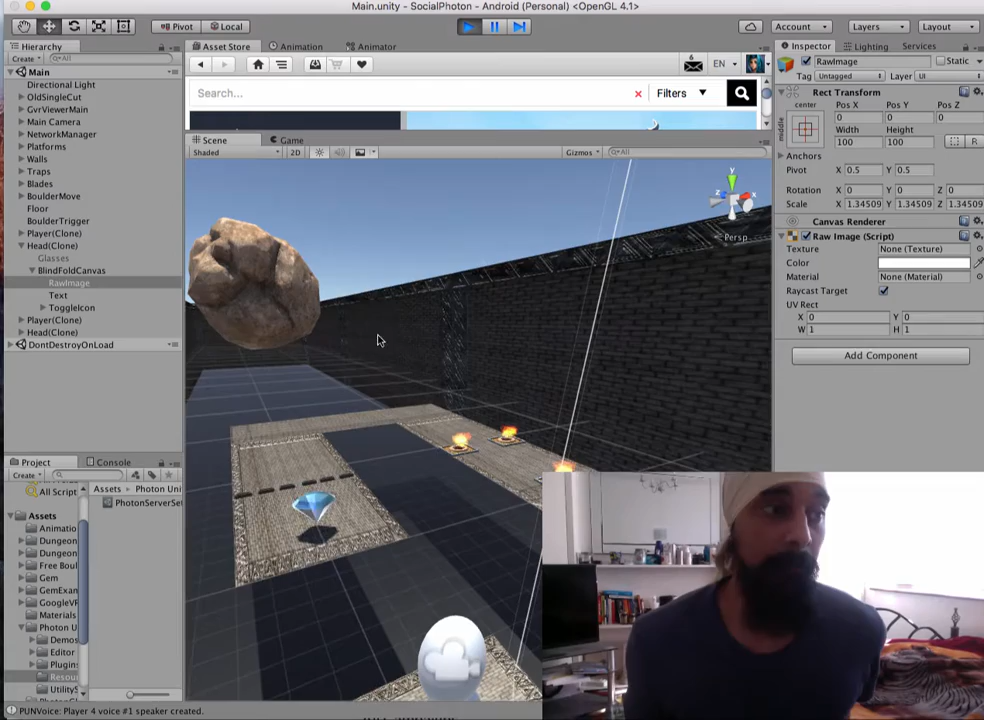 Main.unity - SocialPhoton - Android (Personal) <OpenGL 4.1>
Pivot Local Account Layers Layout
Hierarchy Asset Store Animation Animator Inspector Lighting Services
Create All
Main
Directional Light
OldSingleCut
GvrViewerMain
Main Camera
NetworkManager
Platforms
Walls
Traps
Blades
BoulderMove
Floor
BoulderTrigger
Player(Clone)
Head(Clone)
Glasses
BlindFoldCanvas
RawImage
Text
ToggleIcon
Player(Clone)
Head(Clone)
DontDestroyOnLoad
6 EN
Search... Filters
Scene Game
Shaded 2D Gizmos All
y
x
z
Persp
RawImage Static
Tag Untagged Layer UI
Rect Transform
center Pos X Pos Y Pos Z
middle 0 0 0
Width Height
100 100 R
Anchors
Pivot X 0.5 Y 0.5
Rotation X 0 Y 0 Z 0
Scale X 1.34509 Y 1.34509 Z 1.34509
Canvas Renderer
Raw Image (Script)
Texture None (Texture)
Color
Material None (Material)
Raycast Target
UV Rect
X 0 Y 0
W 1 H 1
Add Component
Project Console
Create
All Script
Assets
Animatio
Dungeon
Dungeon
Free Boul
Gem
GemExan
GoogleVR
Materials
Photon U
Demos
Editor
Plugin
Resou
UtilityS
Assets Photon Uni
PhotonServerSet
PUNVoice: Player 4 voice #1 speaker created.